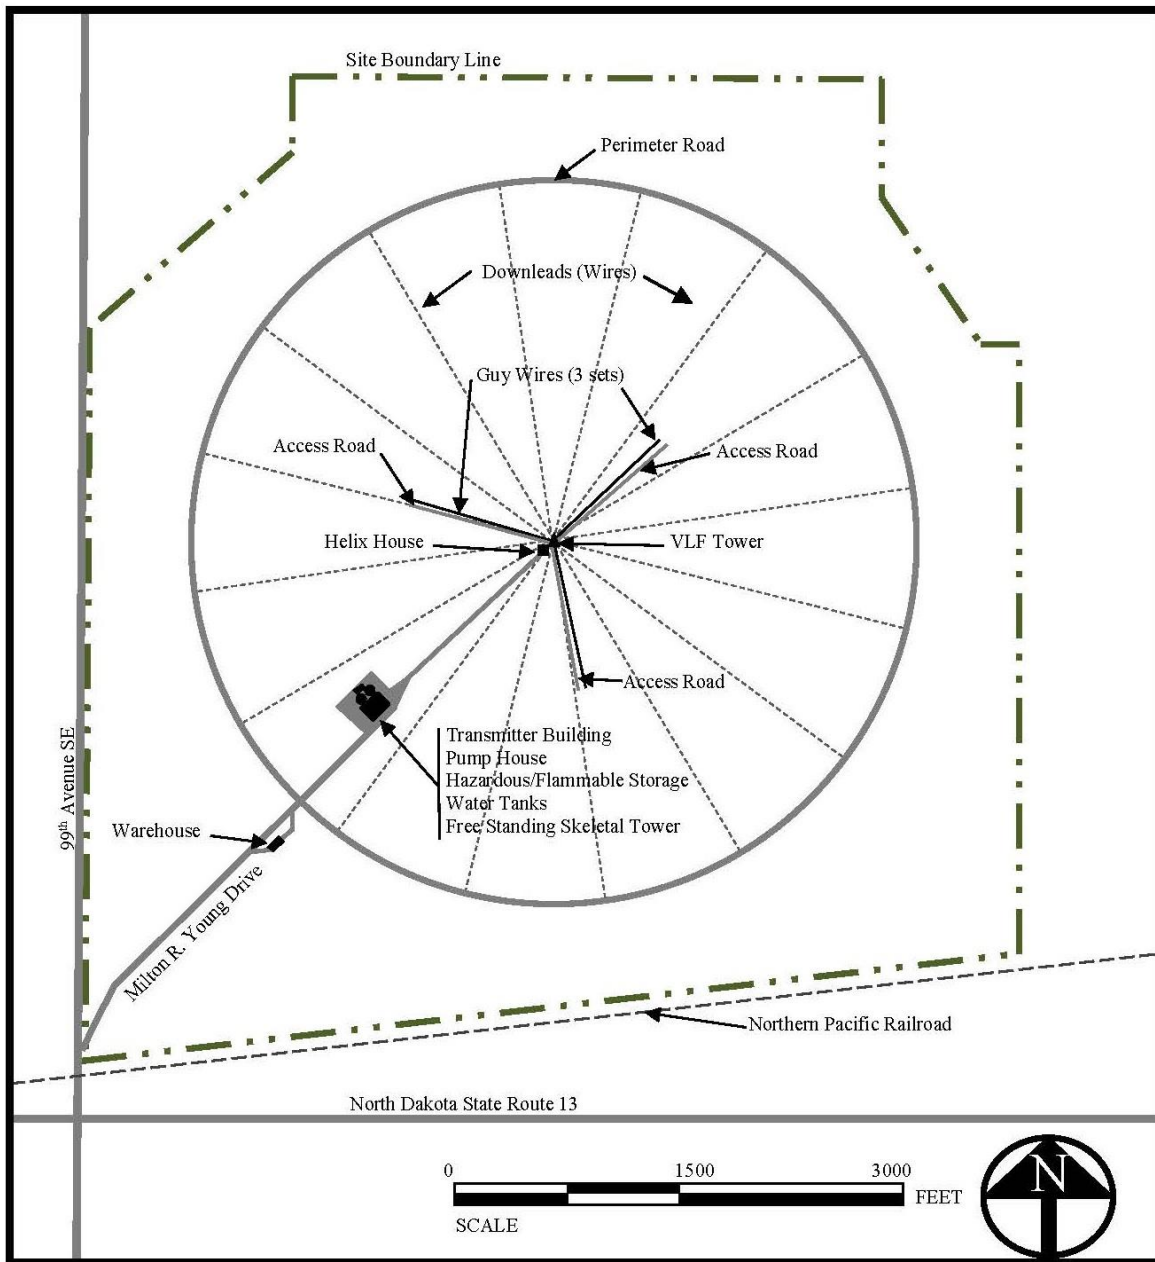 Site Boundary Line
Perimeter Road
Downleads (Wires)
Guy Wires (3 sets)
Access Road
Access Road
Helix House
VLF Tower
Access Road
Transmitter Building
Pump House
Hazardous/Flammable Storage
Water Tanks
Free Standing Skeletal Tower
99th Avenue SE
Warehouse
Milton R. Young Drive
Northern Pacific Railroad
North Dakota State Route 13
0 1500 3000
FEET
SCALE
N